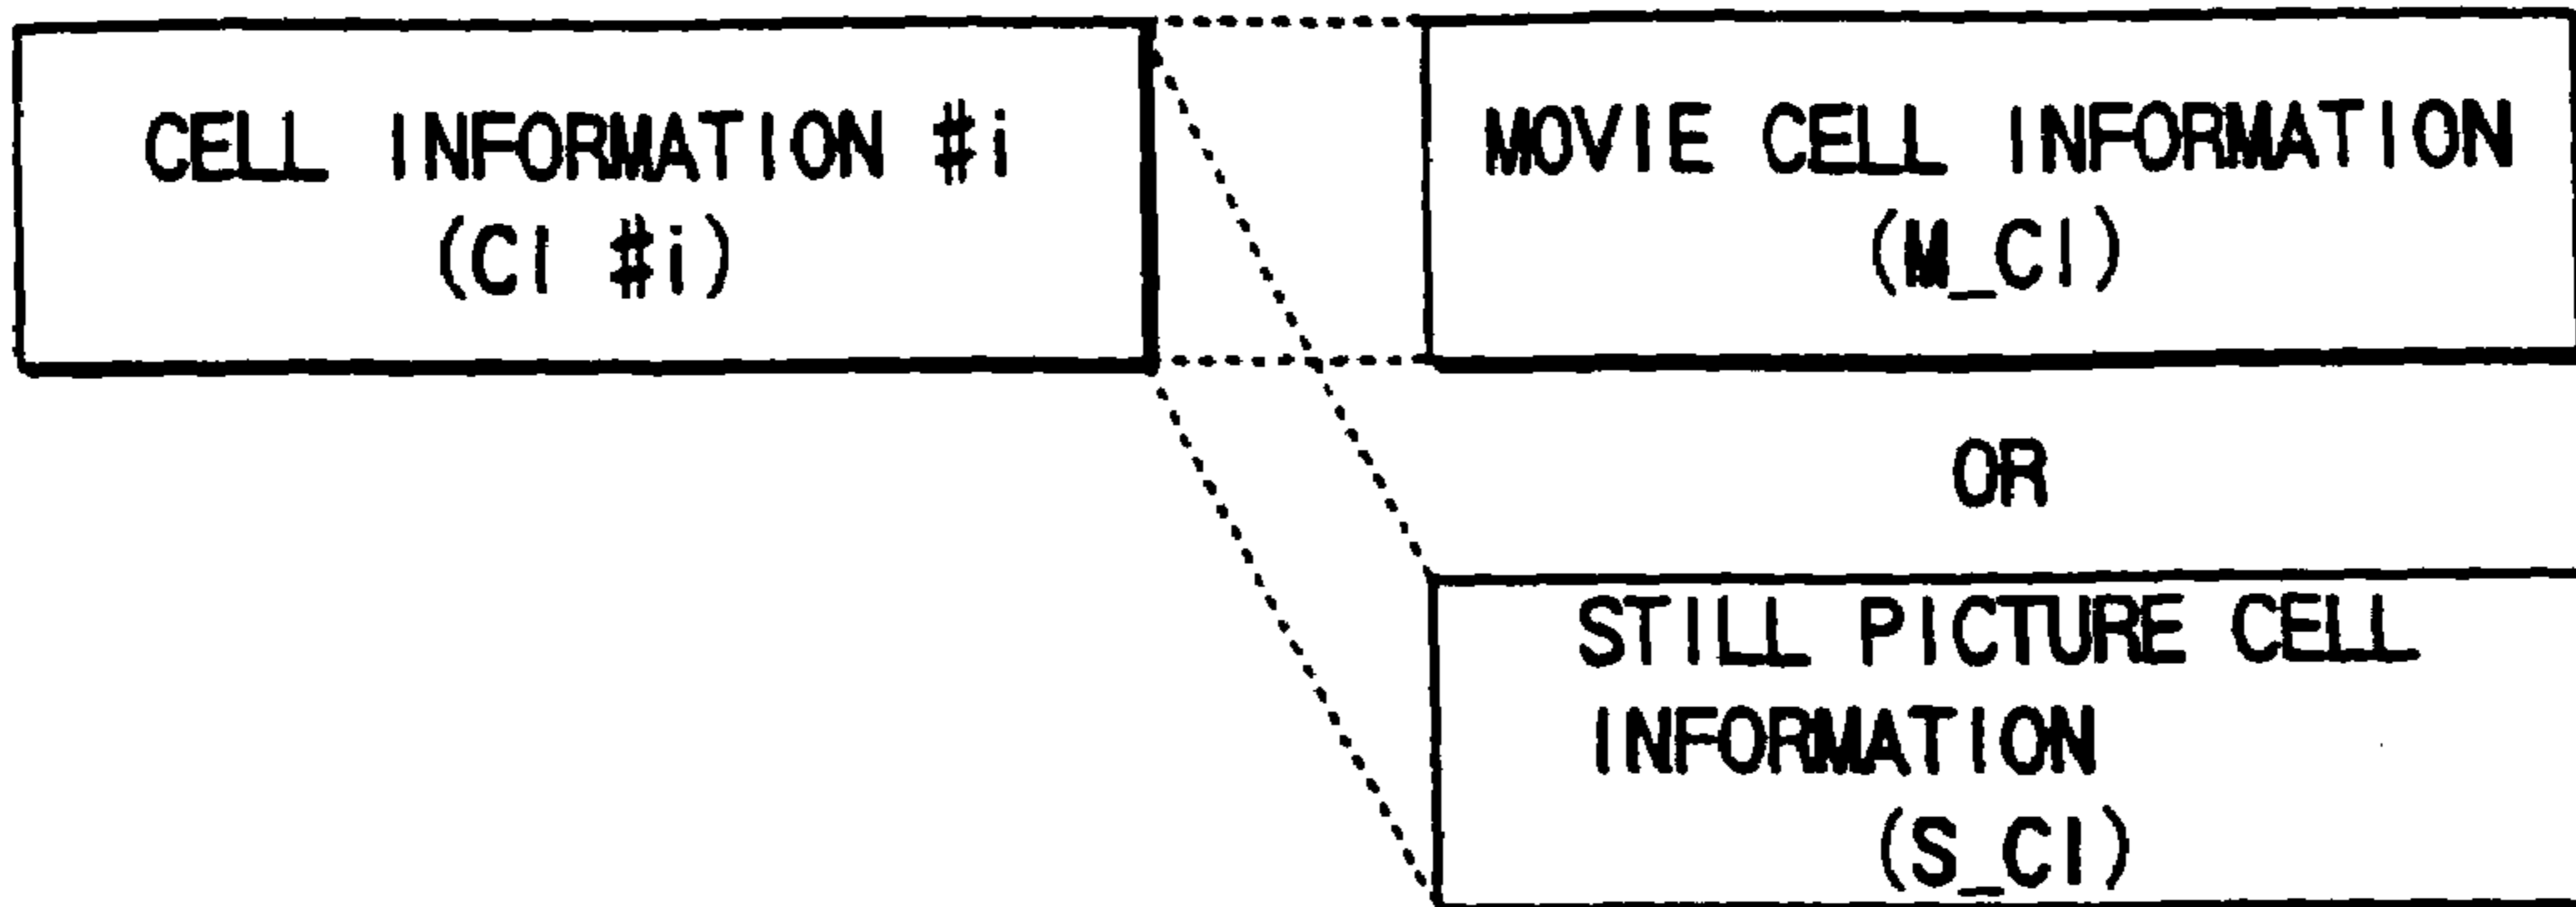 CELL INFORMATION #i
(CI #i)
MOVIE CELL INFORMATION
(M_CI)
OR
STILL PICTURE CELL
INFORMATION
(S_CI)